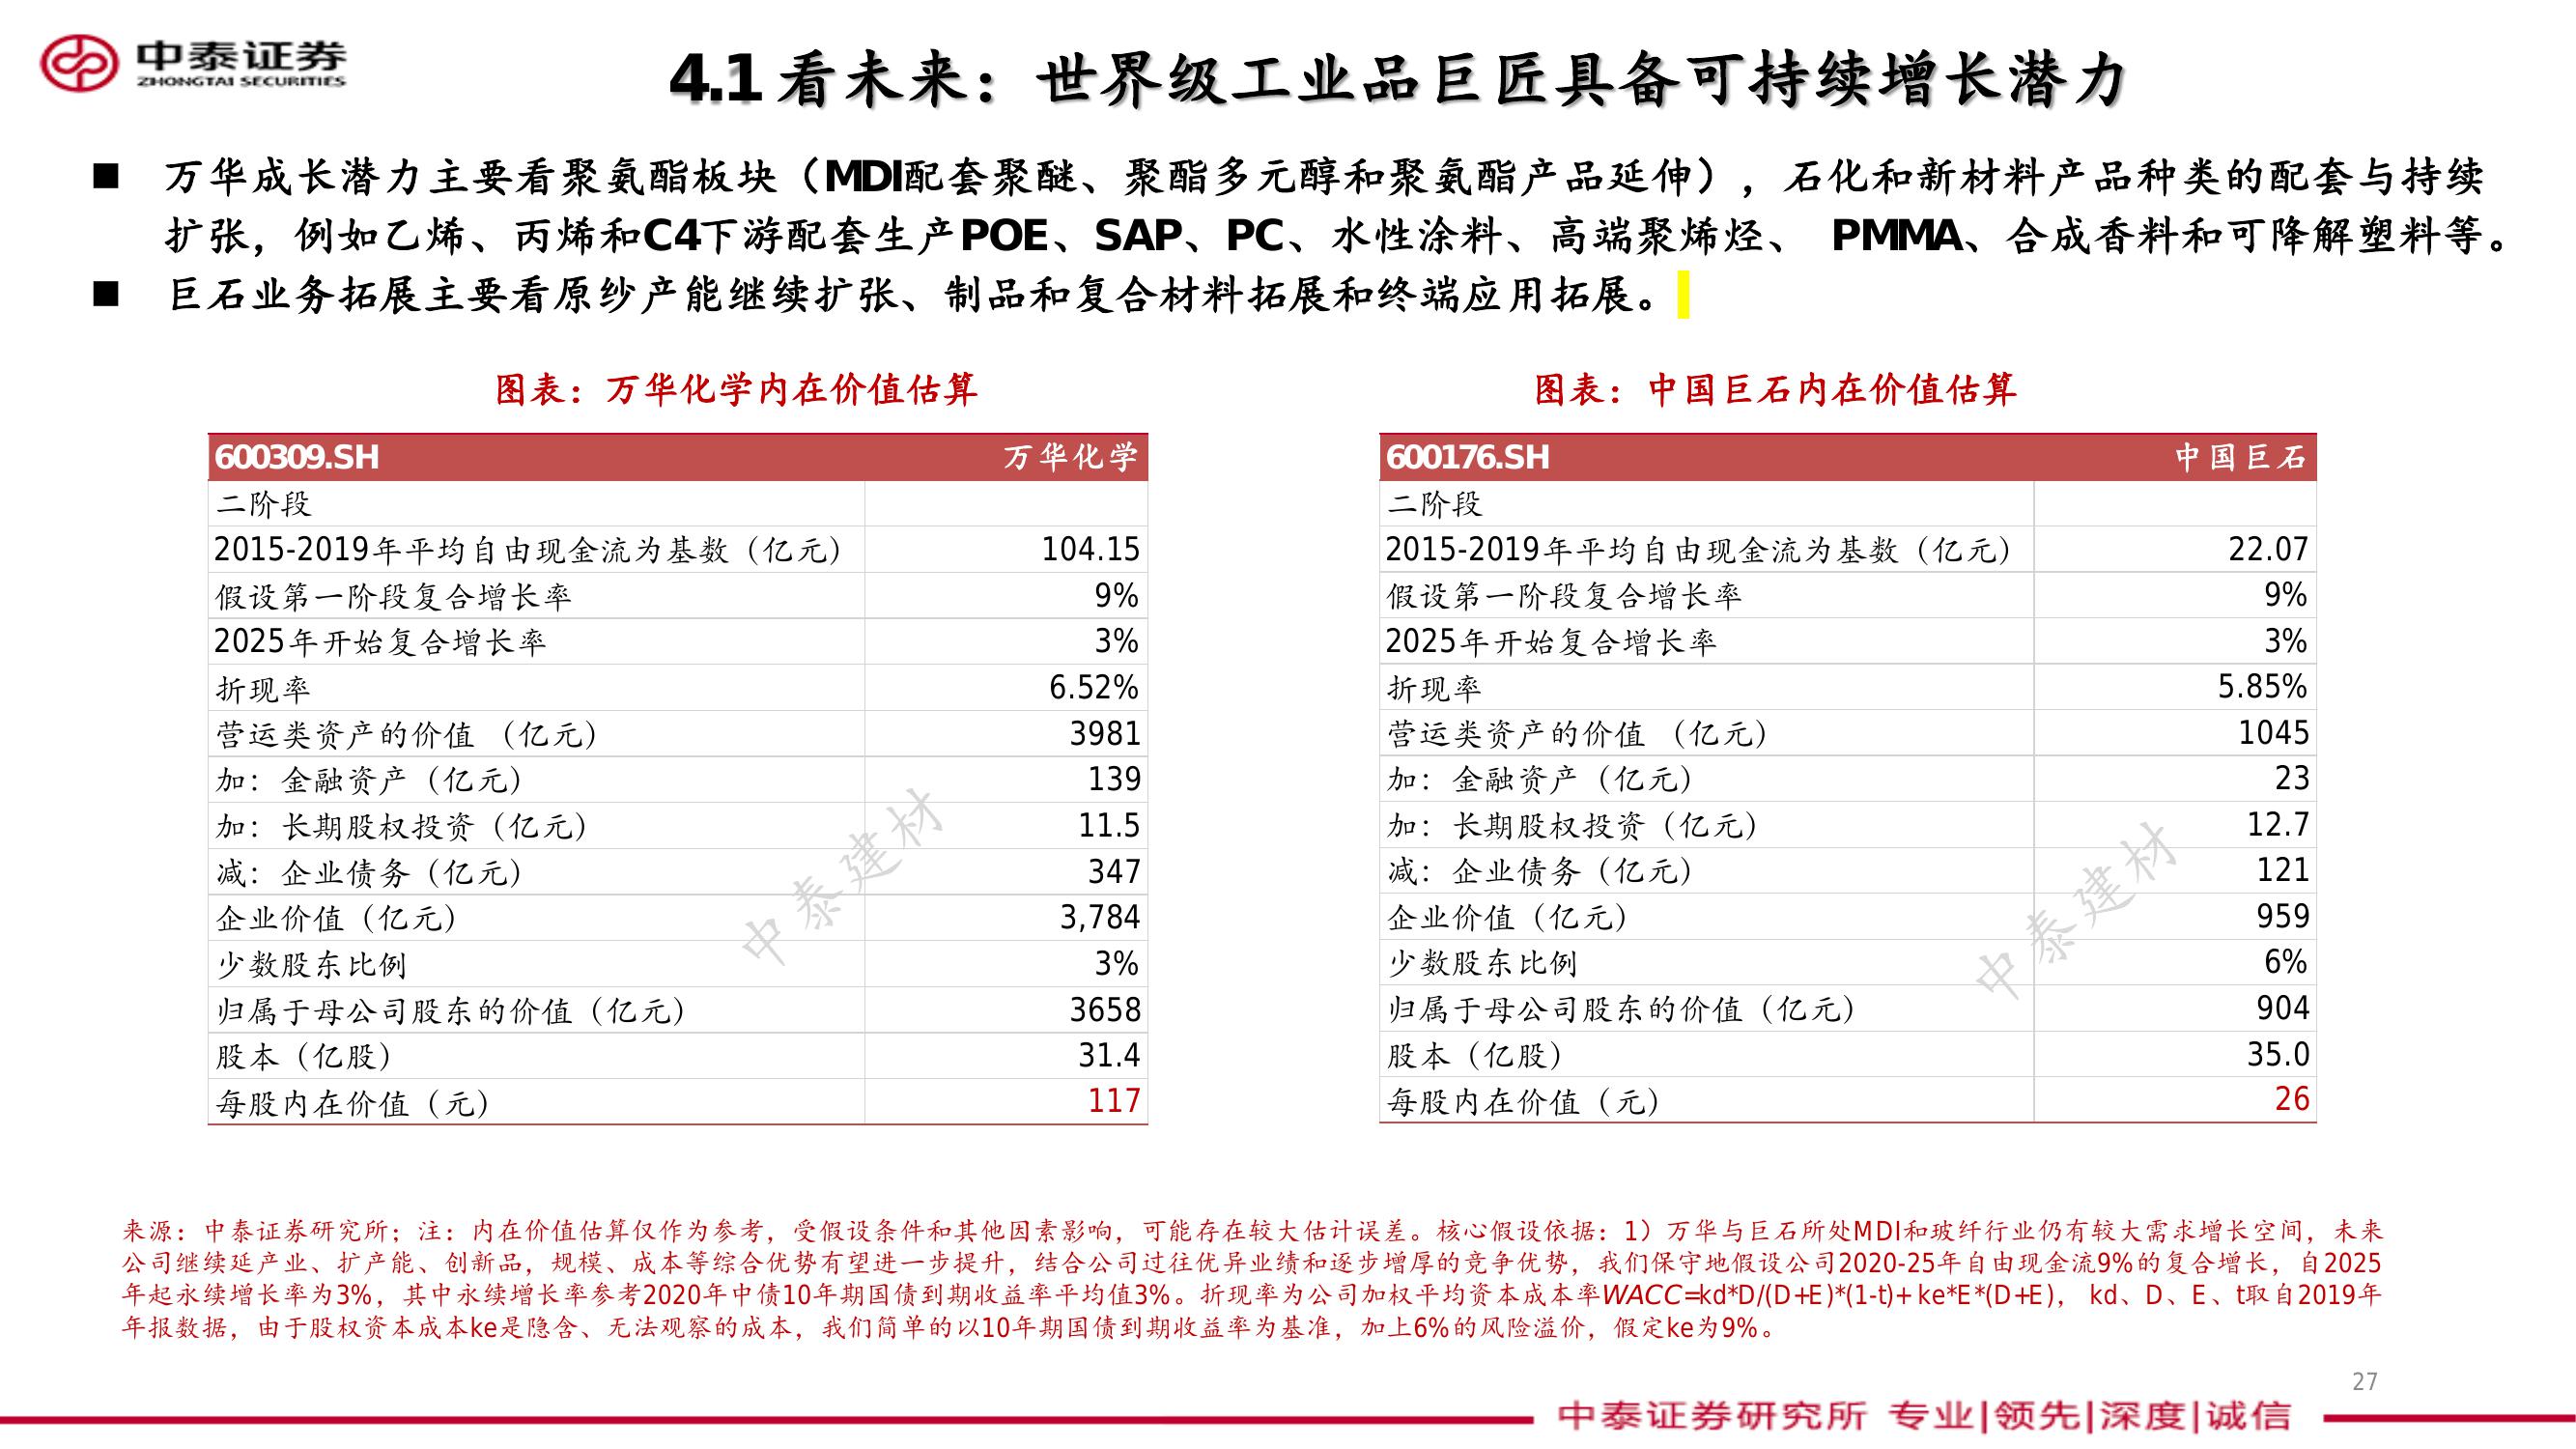 中泰证券
ZHONGTAI SECURITIES
4.1 看未来：世界级工业品巨匠具备可持续增长潜力
■ 万华成长潜力主要看聚氨酯板块（MDI配套聚醚、聚酯多元醇和聚氨酯产品延伸），石化和新材料产品种类的配套与持续
扩张，例如乙烯、丙烯和C4下游配套生产POE、SAP、PC、水性涂料、高端聚烯烃、 PMMA、合成香料和可降解塑料等。
■ 巨石业务拓展主要看原纱产能继续扩张、制品和复合材料拓展和终端应用拓展。
图表：万华化学内在价值估算
600309.SH 万华化学
二阶段
2015-2019年平均自由现金流为基数（亿元） 104.15
假设第一阶段复合增长率 9%
2025年开始复合增长率 3%
折现率 6.52%
营运类资产的价值 （亿元） 3981
加：金融资产（亿元） 139
加：长期股权投资（亿元） 11.5
减：企业债务（亿元） 347
企业价值（亿元） 3,784
少数股东比例 3%
归属于母公司股东的价值（亿元） 3658
股本（亿股） 31.4
每股内在价值（元） 117
中泰建材
图表：中国巨石内在价值估算
600176.SH 中国巨石
二阶段
2015-2019年平均自由现金流为基数（亿元） 22.07
假设第一阶段复合增长率 9%
2025年开始复合增长率 3%
折现率 5.85%
营运类资产的价值 （亿元） 1045
加：金融资产（亿元） 23
加：长期股权投资（亿元） 12.7
减：企业债务（亿元） 121
企业价值（亿元） 959
少数股东比例 6%
归属于母公司股东的价值（亿元） 904
股本（亿股） 35.0
每股内在价值（元） 26
中泰建材
来源：中泰证券研究所；注：内在价值估算仅作为参考，受假设条件和其他因素影响，可能存在较大估计误差。核心假设依据：1）万华与巨石所处MDI和玻纤行业仍有较大需求增长空间，未来
公司继续延产业、扩产能、创新品，规模、成本等综合优势有望进一步提升，结合公司过往优异业绩和逐步增厚的竞争优势，我们保守地假设公司2020-25年自由现金流9%的复合增长，自2025
年起永续增长率为3%，其中永续增长率参考2020年中债10年期国债到期收益率平均值3%。折现率为公司加权平均资本成本率WACC=kd*D/(D+E)*(1-t)+ke*E*(D+E)， kd、D、E、t取自2019年
年报数据，由于股权资本成本ke是隐含、无法观察的成本，我们简单的以10年期国债到期收益率为基准，加上6%的风险溢价，假定ke为9%。
27
中泰证券研究所 专业|领先|深度|诚信